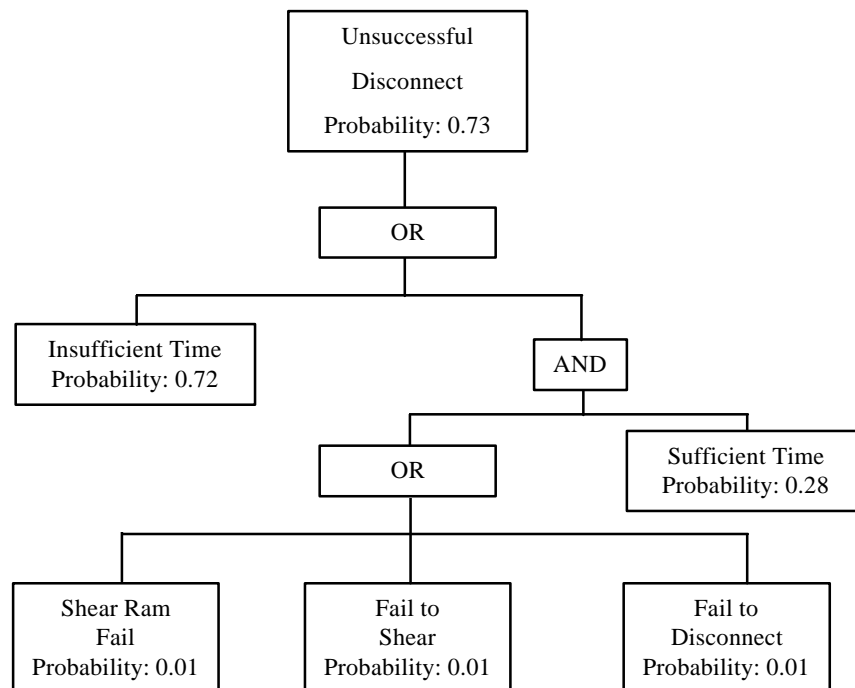 Unsuccessful
Disconnect
Probability: 0.73
OR
Insufficient Time
Probability: 0.72
AND
OR
Sufficient Time
Probability: 0.28
Shear Ram
Fail
Probability: 0.01
Fail to
Shear
Probability: 0.01
Fail to
Disconnect
Probability: 0.01